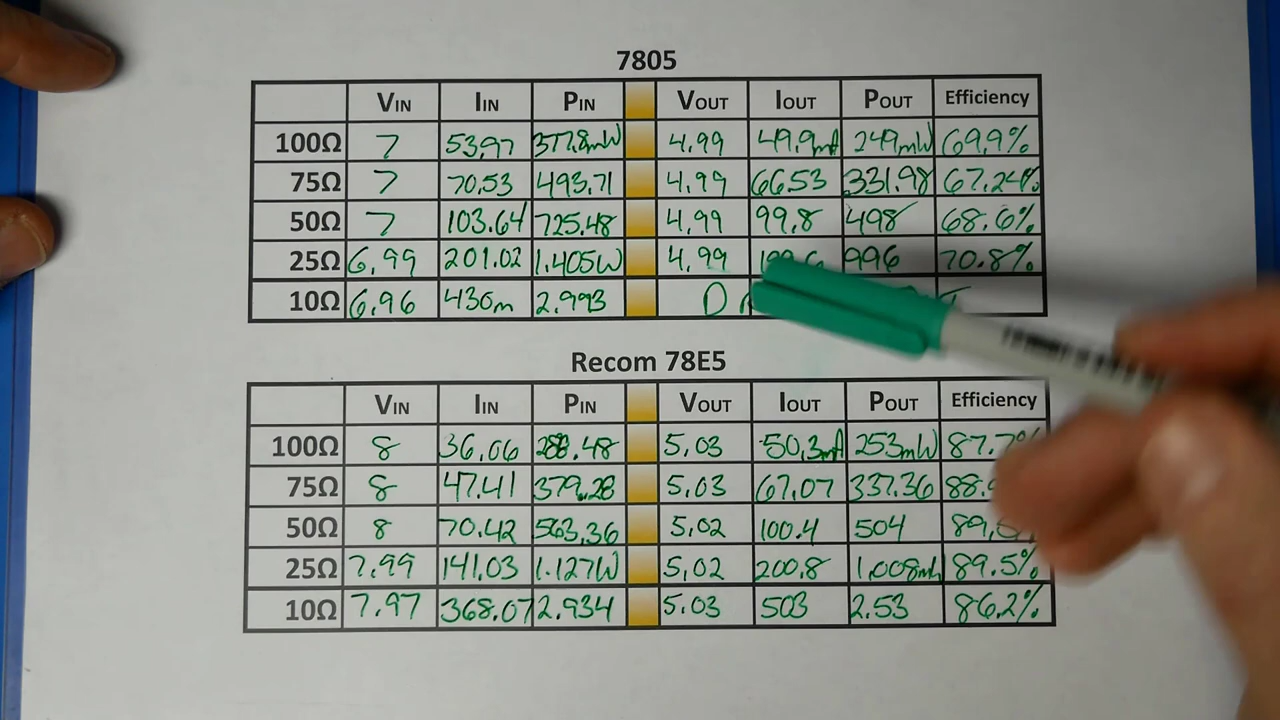 7805
VIN IIN PIN VOUT IOUT POUT Efficiency
100Ω 7 53.97 377.8mW 4.99 49.9mA 249mW 69.9%
75Ω 7 70.53 493.71 4.99 66.53 331.98 67.24%
50Ω 7 103.64 725.48 4.99 99.8 498 68.6%
25Ω 6.99 201.02 1.405W 4.99 996 70.8%
10Ω 6.96 430m 2.993 D
Recom 78E5
VIN IIN PIN VOUT IOUT POUT Efficiency
100Ω 8 36.06 288.48 5.03 50.3mA 253mW 87.7%
75Ω 8 47.41 379.28 5.03 67.07 337.36 88.
50Ω 8 70.42 563.36 5.02 100.4 504 89.
25Ω 7.99 141.03 1.127W 5.02 200.8 1.008mW 89.5%
10Ω 7.97 368.07 2.934 5.03 503 2.53 86.2%